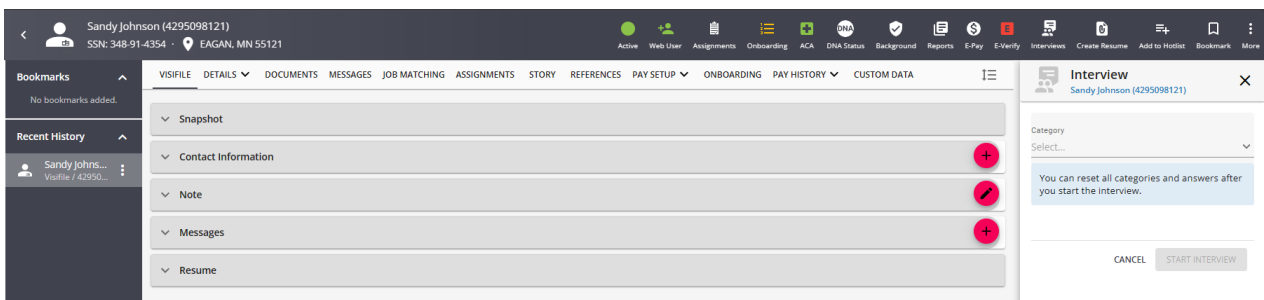 Sandy Johnson (4295098121)
SSN: 348-91-4354 · EAGAN, MN 55121
Active Web User Assignments Onboarding ACA DNA Status Background Reports E-Pay E-Verify Interviews Create Resume Add to Hotlist Bookmark More
DNA
E
Bookmarks
No bookmarks added.
Recent History
Sandy Johns...
Visifile / 42950...
VISIFILE DETAILS DOCUMENTS MESSAGES JOB MATCHING ASSIGNMENTS STORY REFERENCES PAY SETUP ONBOARDING PAY HISTORY CUSTOM DATA
Snapshot
Contact Information
Note
Messages
Resume
Interview
Sandy Johnson (4295098121)
Category
Select...
You can reset all categories and answers after
you start the interview.
CANCEL START INTERVIEW